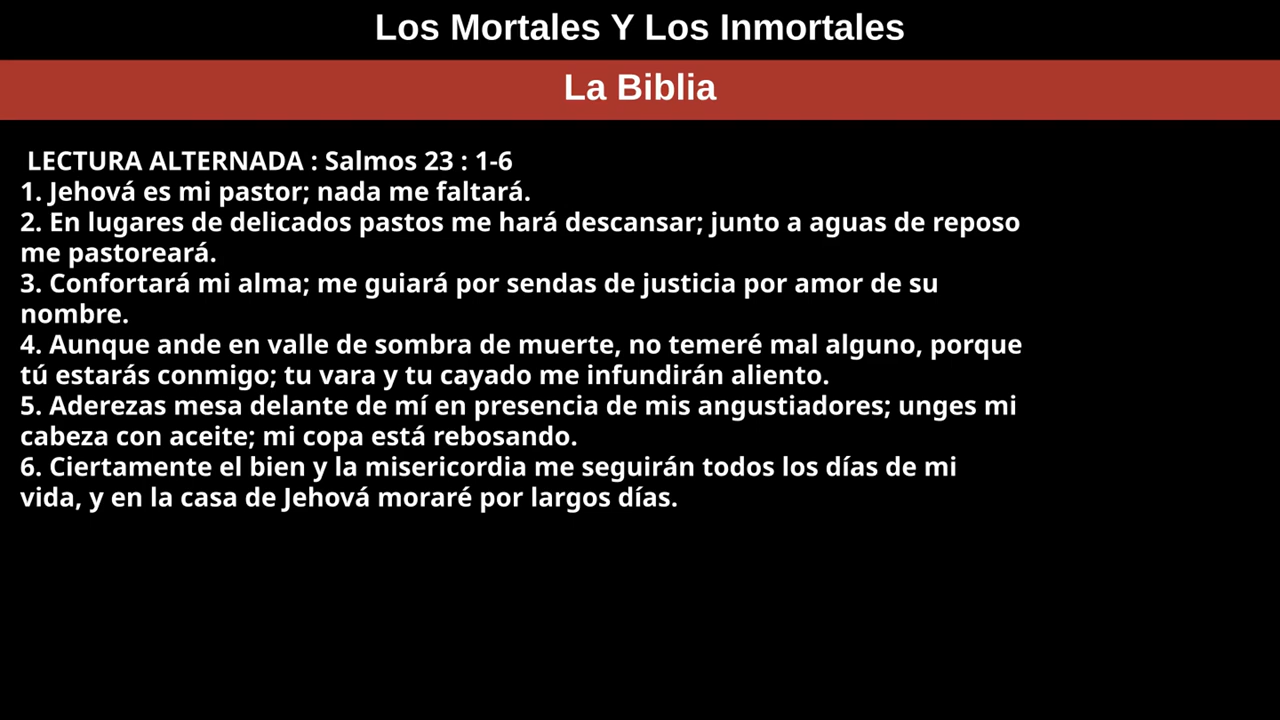 Los Mortales Y Los Inmortales
La Biblia
LECTURA ALTERNADA : Salmos 23 : 1-6
1. Jehová es mi pastor; nada me faltará.
2. En lugares de delicados pastos me hará descansar; junto a aguas de reposo
me pastoreará.
3. Confortará mi alma; me guiará por sendas de justicia por amor de su
nombre.
4. Aunque ande en valle de sombra de muerte, no temeré mal alguno, porque
tú estarás conmigo; tu vara y tu cayado me infundirán aliento.
5. Aderezas mesa delante de mí en presencia de mis angustiadores; unges mi
cabeza con aceite; mi copa está rebosando.
6. Ciertamente el bien y la misericordia me seguirán todos los días de mi
vida, y en la casa de Jehová moraré por largos días.